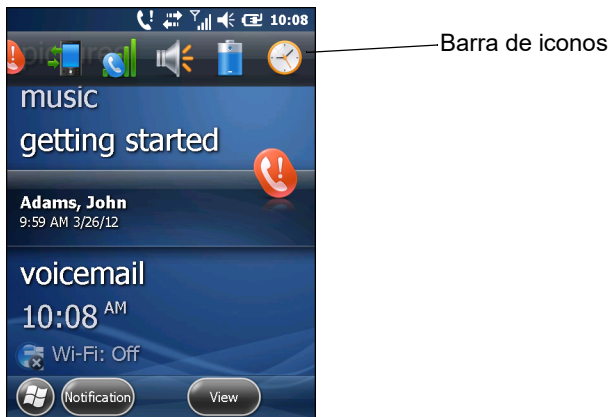 10:08
pictures
Barra de iconos
music
getting started
Adams, John
9:59 AM 3/26/12
voicemail
10:08 AM
Wi-Fi: Off
Notification View